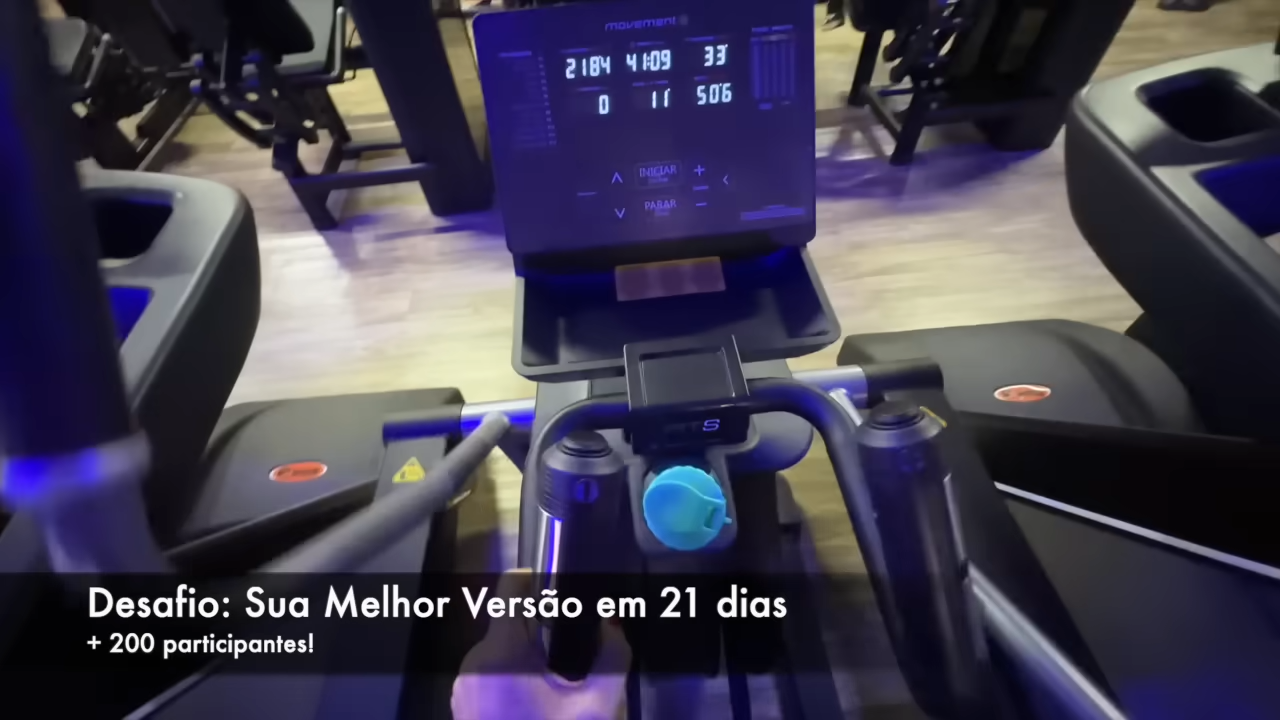 movement
2184 41:09 33
0 11 506
INICIAR
PARAR
S
Desafio: Sua Melhor Versão em 21 dias
+ 200 participantes!